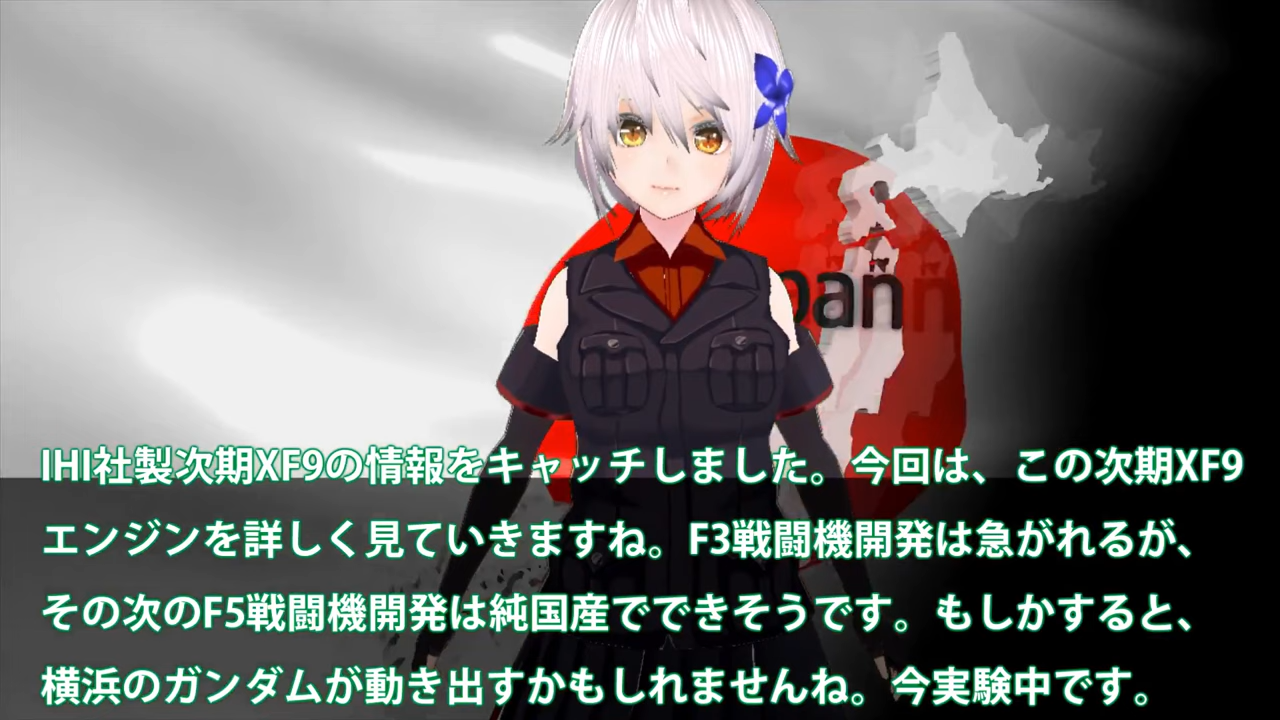 pan
IHI社製次期XF9の情報をキャッチしました。今回は、この次期XF9
エンジンを詳しく見ていきますね。F3戦闘機開発は急がれるが、
その次のF5戦闘機開発は純国産でできそうです。もしかすると、
横浜のガンダムが動き出すかもしれませんね。今実験中です。